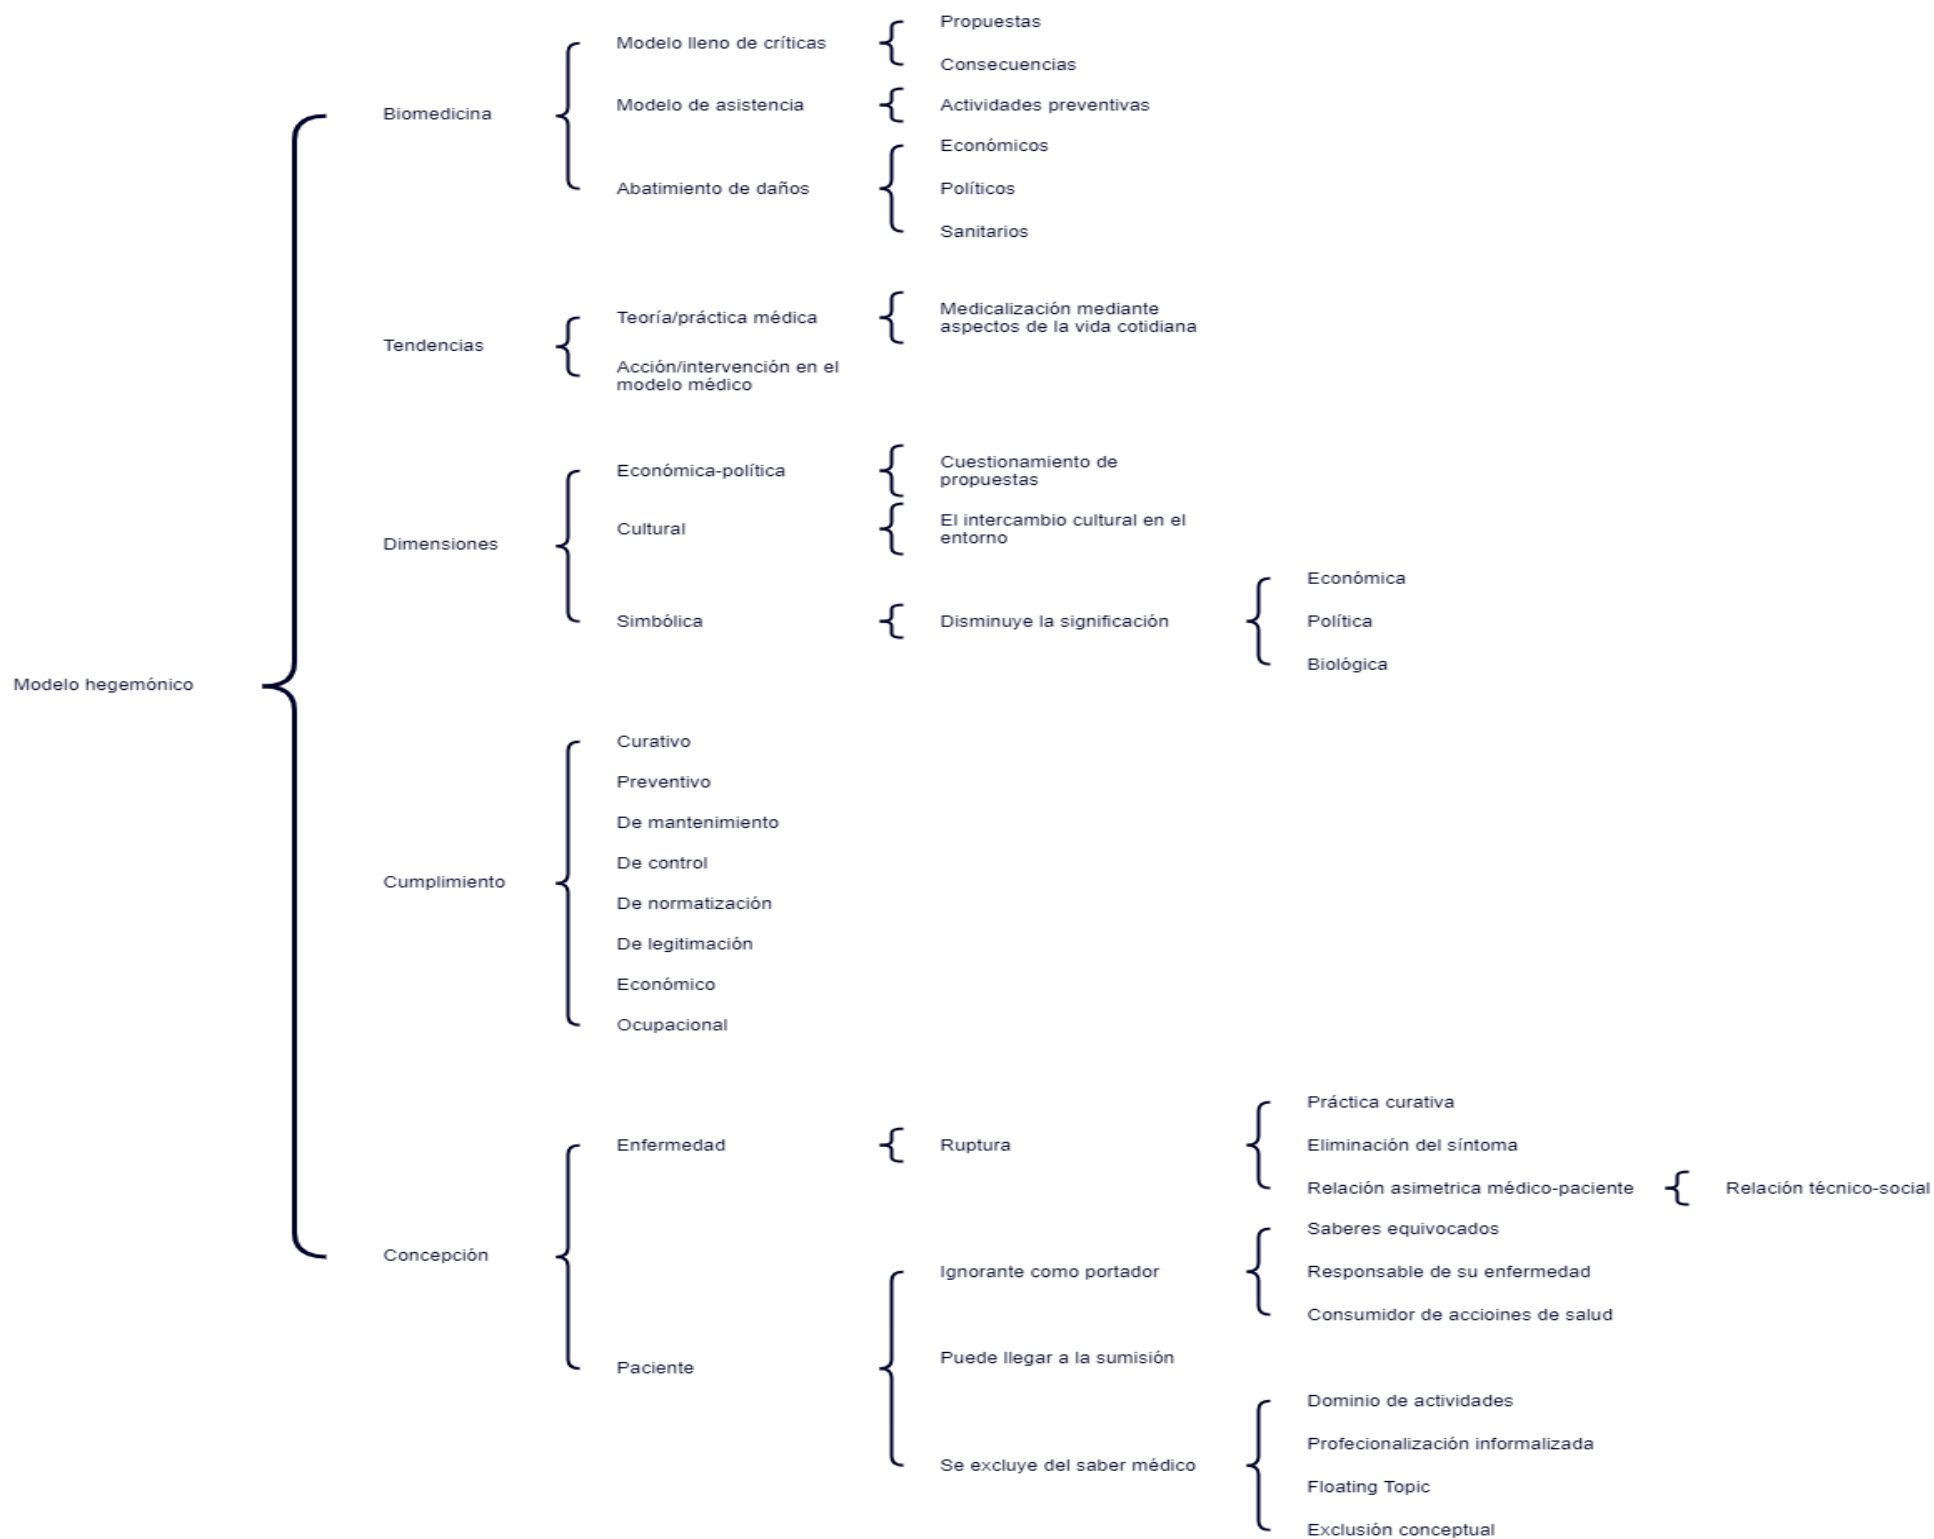 Modelo hegemónico
Biomedicina
Modelo lleno de críticas
Propuestas
Consecuencias
Modelo de asistencia
Actividades preventivas
Abatimiento de daños
Económicos
Políticos
Sanitarios
Tendencias
Teoría/práctica médica
Medicalización mediante
aspectos de la vida cotidiana
Acción/intervención en el
modelo médico
Dimensiones
Económica-política
Cuestionamiento de
propuestas
Cultural
El intercambio cultural en el
entorno
Simbólica
Disminuye la significación
Económica
Política
Biológica
Cumplimiento
Curativo
Preventivo
De mantenimiento
De control
De normatización
De legitimación
Económico
Ocupacional
Concepción
Enfermedad
Ruptura
Práctica curativa
Eliminación del síntoma
Relación asimetrica médico-paciente
Relación técnico-social
Paciente
Ignorante como portador
Saberes equivocados
Responsable de su enfermedad
Consumidor de accioines de salud
Puede llegar a la sumisión
Se excluye del saber médico
Dominio de actividades
Profecionalización informalizada
Floating Topic
Exclusión conceptual